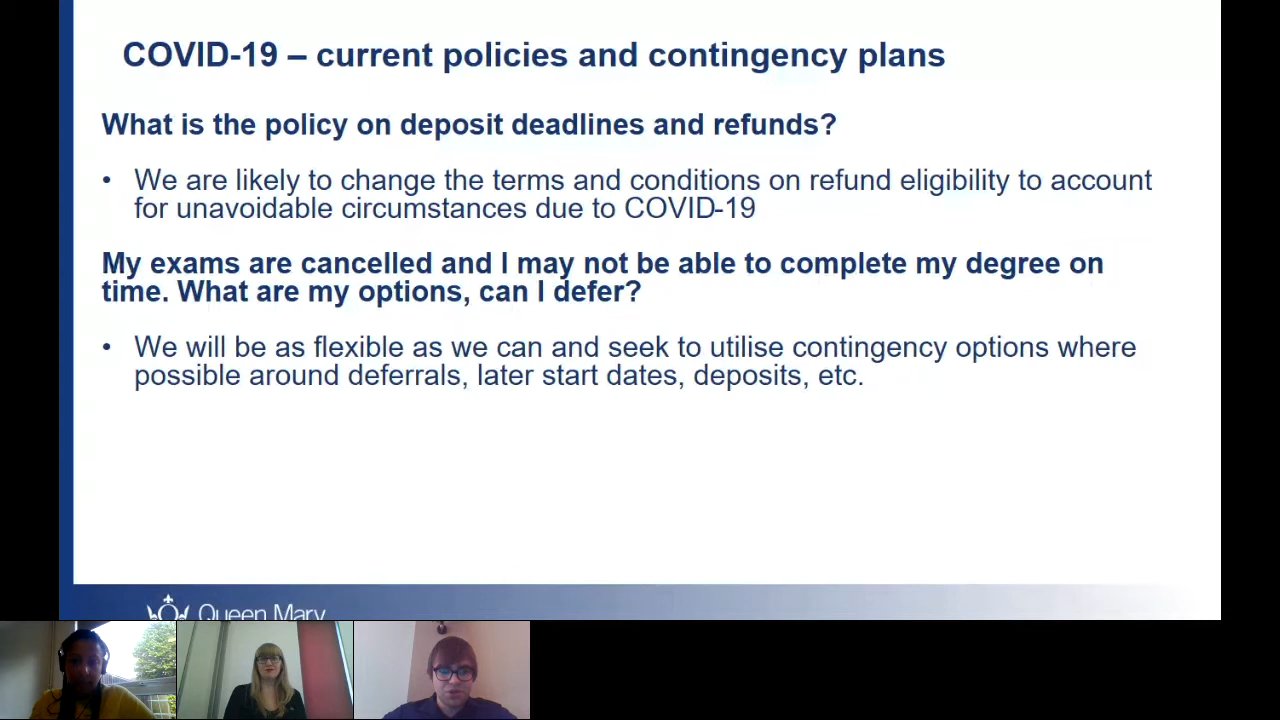 COVID-19 – current policies and contingency plans
What is the policy on deposit deadlines and refunds?
• We are likely to change the terms and conditions on refund eligibility to account
for unavoidable circumstances due to COVID-19
My exams are cancelled and I may not be able to complete my degree on
time. What are my options, can I defer?
• We will be as flexible as we can and seek to utilise contingency options where
possible around deferrals, later start dates, deposits, etc.
Queen Mary